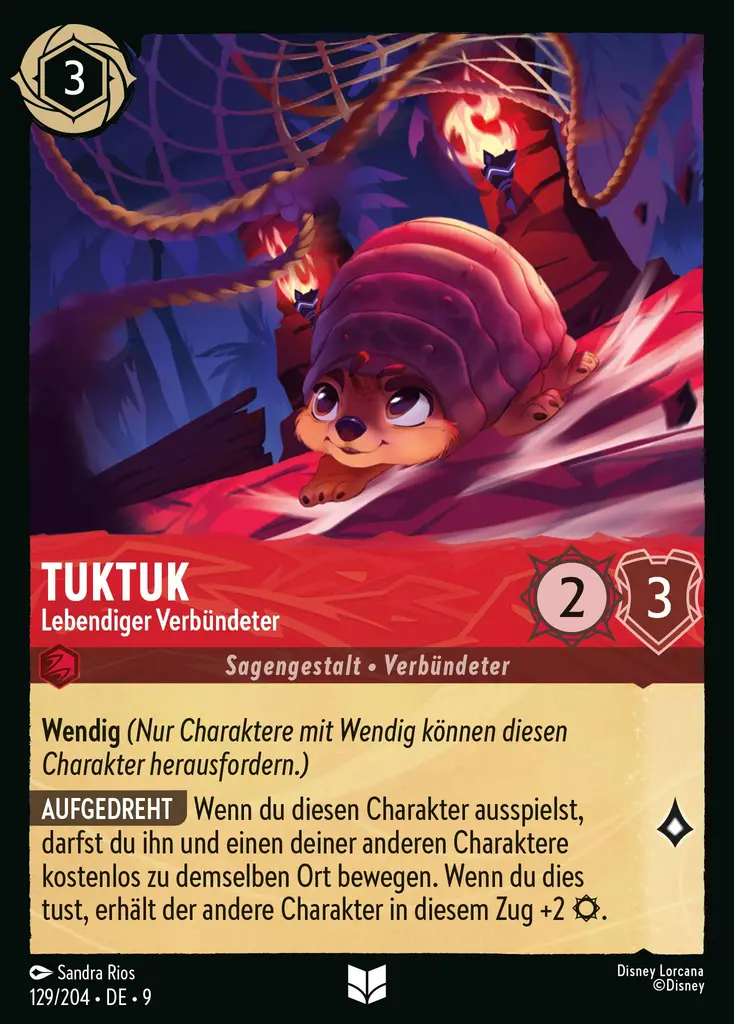 3
TUKTUK
Lebendiger Verbündeter
2
3
Sagengestalt • Verbündeter
Wendig (Nur Charaktere mit Wendig können diesen
Charakter herausfordern.)
AUFGEDREHT Wenn du diesen Charakter ausspielst,
darfst du ihn und einen deiner anderen Charaktere
kostenlos zu demselben Ort bewegen. Wenn du dies
tust, erhält der andere Charakter in diesem Zug +2 .
Sandra Rios
129/204 • DE • 9
Disney Lorcana
©Disney